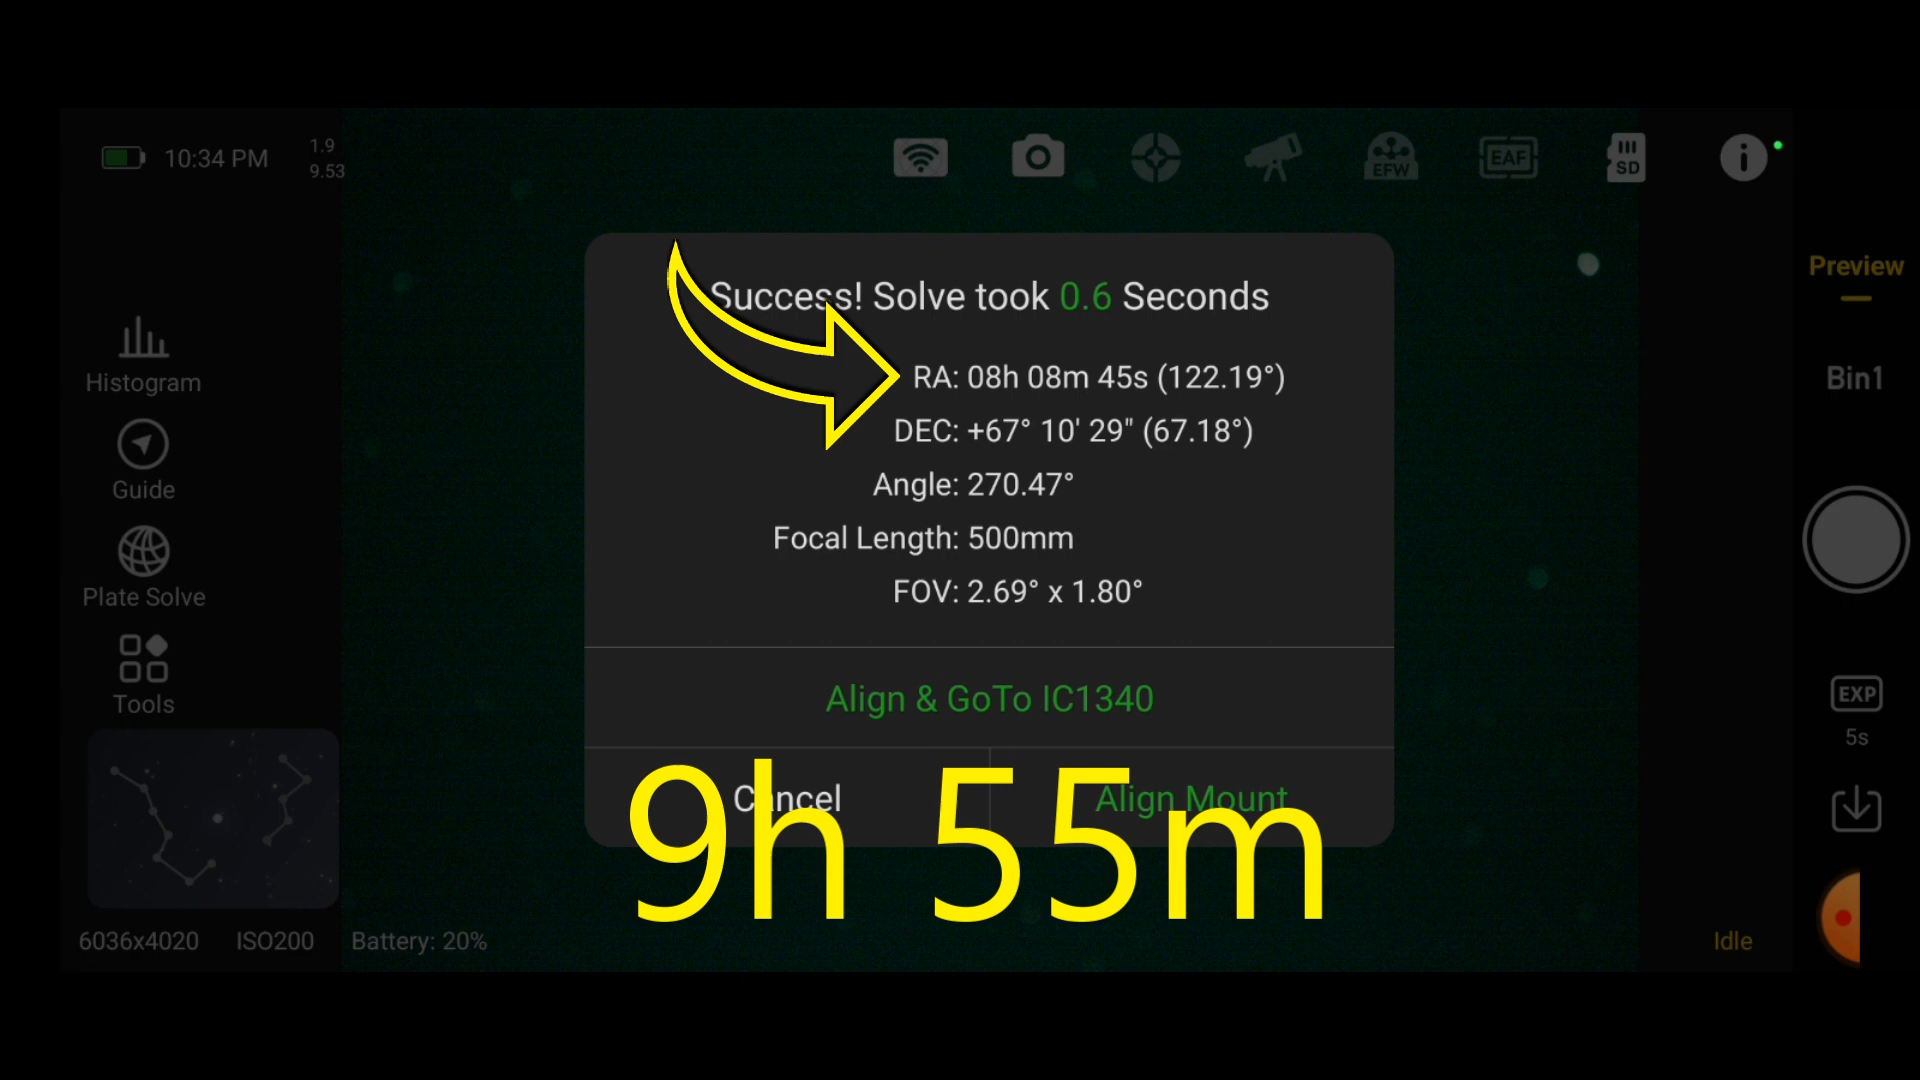 10:34 PM
1.9
9.53
EFW
EAF
SD
Preview
Bin1
Histogram
Guide
Plate Solve
Tools
Success! Solve took 0.6 Seconds
RA: 08h 08m 45s (122.19°)
DEC: +67° 10' 29" (67.18°)
Angle: 270.47°
Focal Length: 500mm
FOV: 2.69° x 1.80°
Align & GoTo IC1340
Cancel
Align Mount
9h 55m
EXP
5s
6036x4020 ISO200 Battery: 20%
Idle